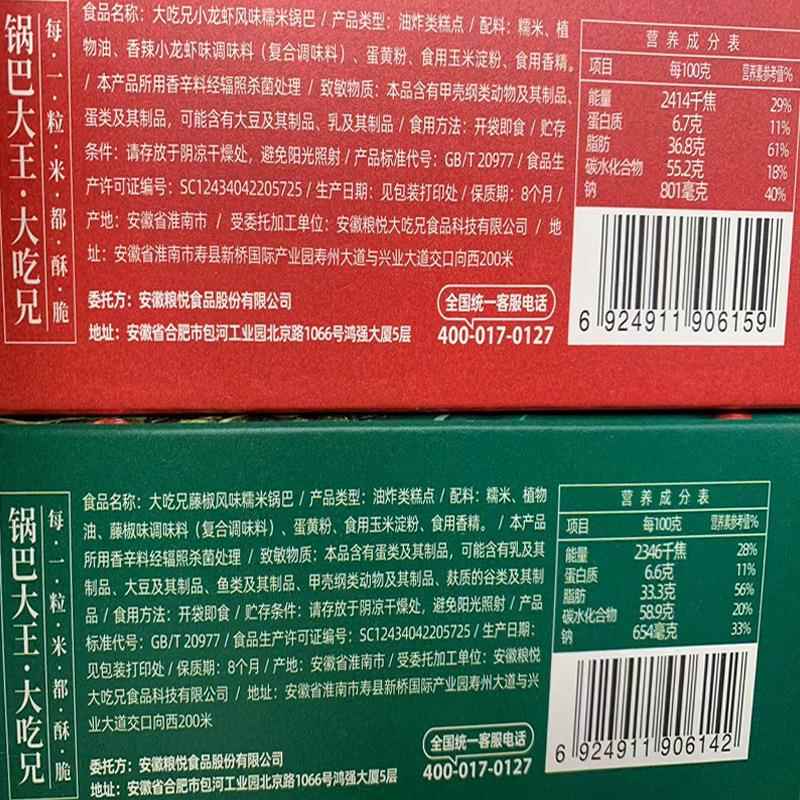 锅巴大王·大吃兄
每·一·粒·米·都·酥·脆
食品名称：大吃兄小龙虾风味糯米锅巴 / 产品类型：油炸类糕点 / 配料：糯米、植
物油、香辣小龙虾味调味料（复合调味料）、蛋黄粉、食用玉米淀粉、食用香精。
/ 本产品所用香辛料经辐照杀菌处理 / 致敏物质：本品含有甲壳纲类动物及其制品、
蛋类及其制品，可能含有大豆及其制品、乳及其制品 / 食用方法：开袋即食 / 贮存
条件：请存放于阴凉干燥处，避免阳光照射 / 产品标准代号：GB/T 20977 / 食品生
产许可证编号：SC12434042205725 / 生产日期：见包装打印处 / 保质期：8个月 /
产地：安徽省淮南市 / 受委托加工单位：安徽粮悦大吃兄食品科技有限公司 / 地
址：安徽省淮南市寿县新桥国际产业园寿州大道与兴业大道交口向西200米
委托方：安徽粮悦食品股份有限公司
地址：安徽省合肥市包河工业园北京路1066号鸿强大厦5层
全国统一客服电话
400-017-0127
营养成分表
项目 每100克 营养素参考值%
能量 2414千焦 29%
蛋白质 6.7克 11%
脂肪 36.8克 61%
碳水化合物 55.2克 18%
钠 801毫克 40%
6 924911 906159
锅巴大王·大吃兄
每·一·粒·米·都·酥·脆
食品名称：大吃兄藤椒风味糯米锅巴 / 产品类型：油炸类糕点 / 配料：糯米、植物
油、藤椒味调味料（复合调味料）、蛋黄粉、食用玉米淀粉、食用香精。 / 本产品
所用香辛料经辐照杀菌处理 / 致敏物质：本品含有蛋类及其制品，可能含有乳及其
制品、大豆及其制品、鱼类及其制品、甲壳纲类动物及其制品、麸质的谷类及其制
品 / 食用方法：开袋即食 / 贮存条件：请存放于阴凉干燥处，避免阳光照射 / 产品
标准代号：GB/T 20977 / 食品生产许可证编号：SC12434042205725 / 生产日期：
见包装打印处 / 保质期：8个月 / 产地：安徽省淮南市 / 受委托加工单位：安徽粮悦
大吃兄食品科技有限公司 / 地址：安徽省淮南市寿县新桥国际产业园寿州大道与兴
业大道交口向西200米
委托方：安徽粮悦食品股份有限公司
地址：安徽省合肥市包河工业园北京路1066号鸿强大厦5层
全国统一客服电话
400-017-0127
营养成分表
项目 每100克 营养素参考值%
能量 2346千焦 28%
蛋白质 6.6克 11%
脂肪 33.3克 56%
碳水化合物 58.9克 20%
钠 654毫克 33%
6 924911 906142